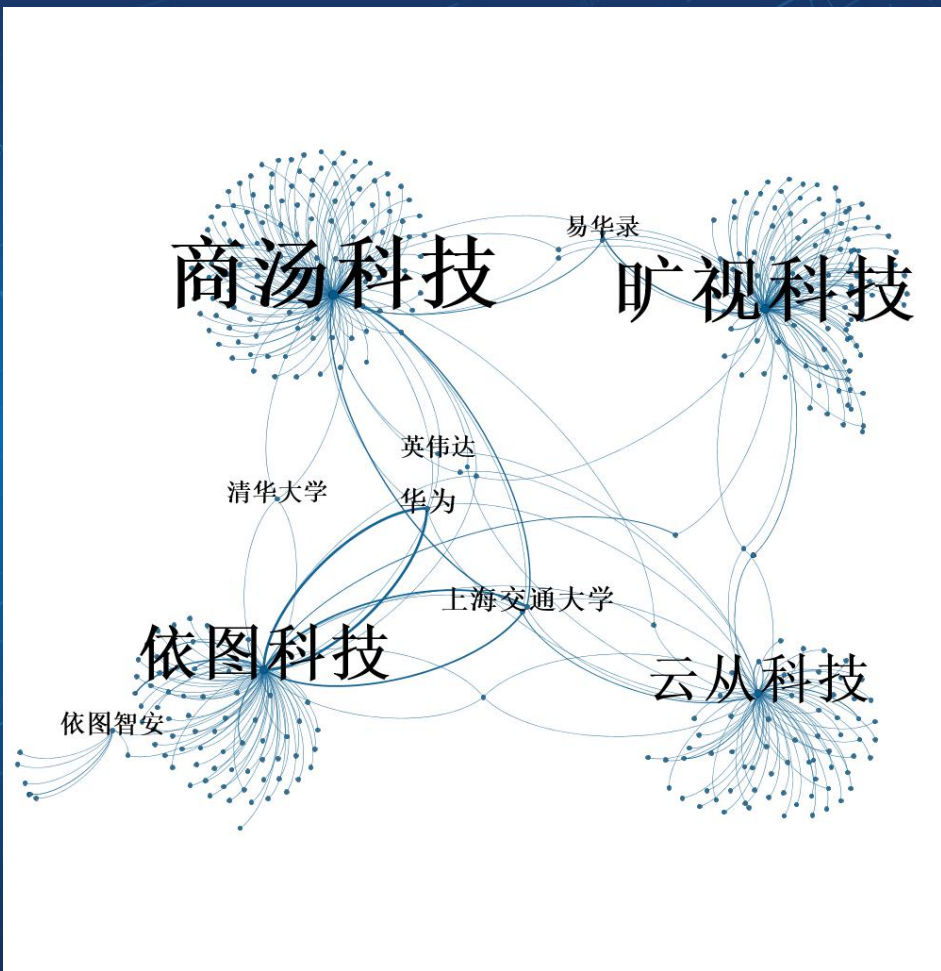 易华录
商汤科技
旷视科技
英伟达
清华大学
华为
上海交通大学
依图科技
云从科技
依图智安